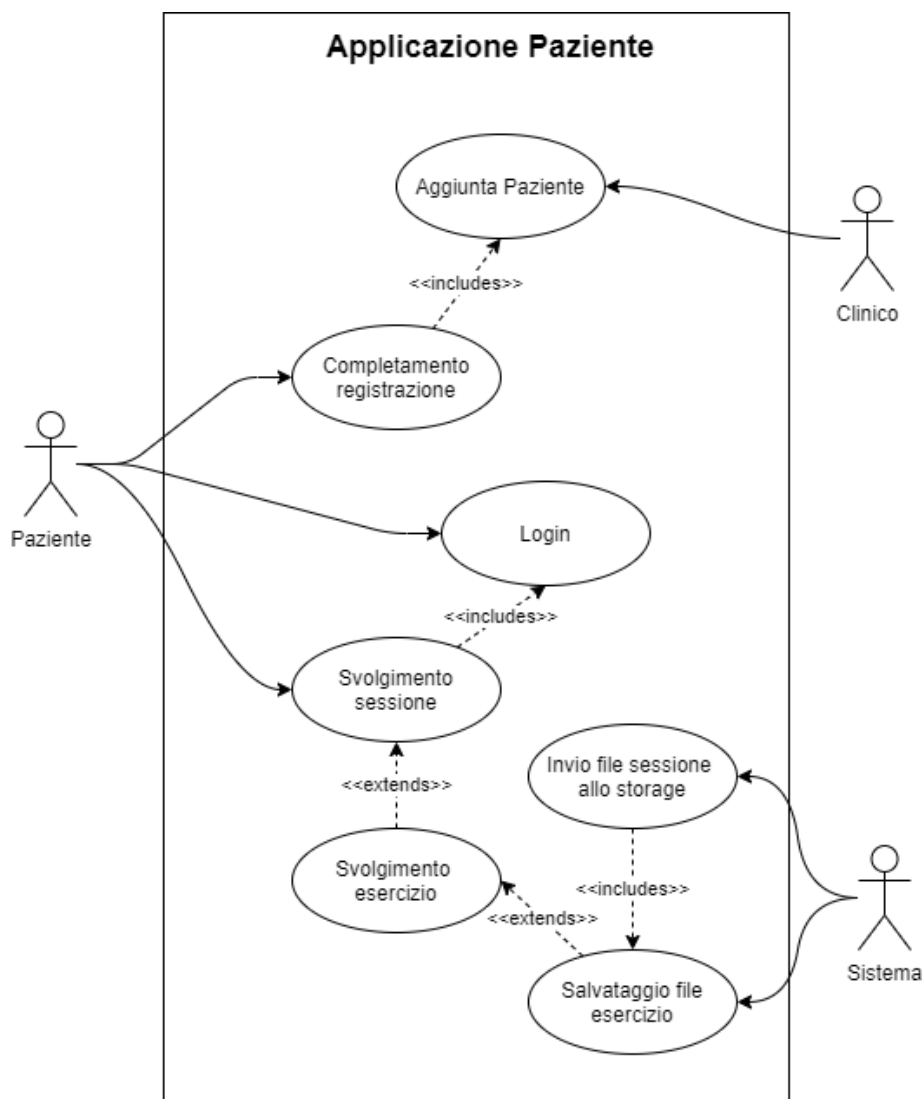 Applicazione Paziente
Aggiunta Paziente
Clinico
<<includes>>
Completamento
registrazione
Paziente
Login
<<includes>>
Svolgimento
sessione
Invio file sessione
allo storage
<<extends>>
Svolgimento
esercizio
<<includes>>
<<extends>>
Sistema
Salvataggio file
esercizio